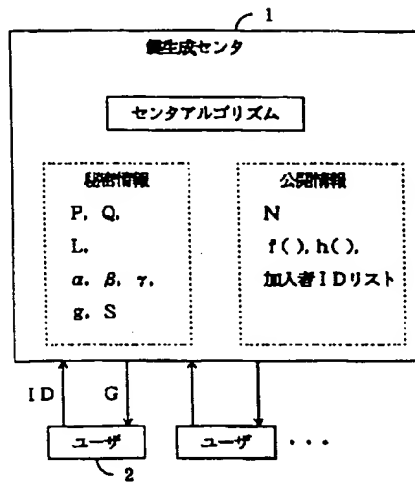 1
鍵生成センタ
センタアルゴリズム
秘密情報
P, Q,
L,
α, β, γ,
g, S
公開情報
N
f( ), h( ),
加入者IDリスト
ID
G
ユーザ
ユーザ
・・・
2